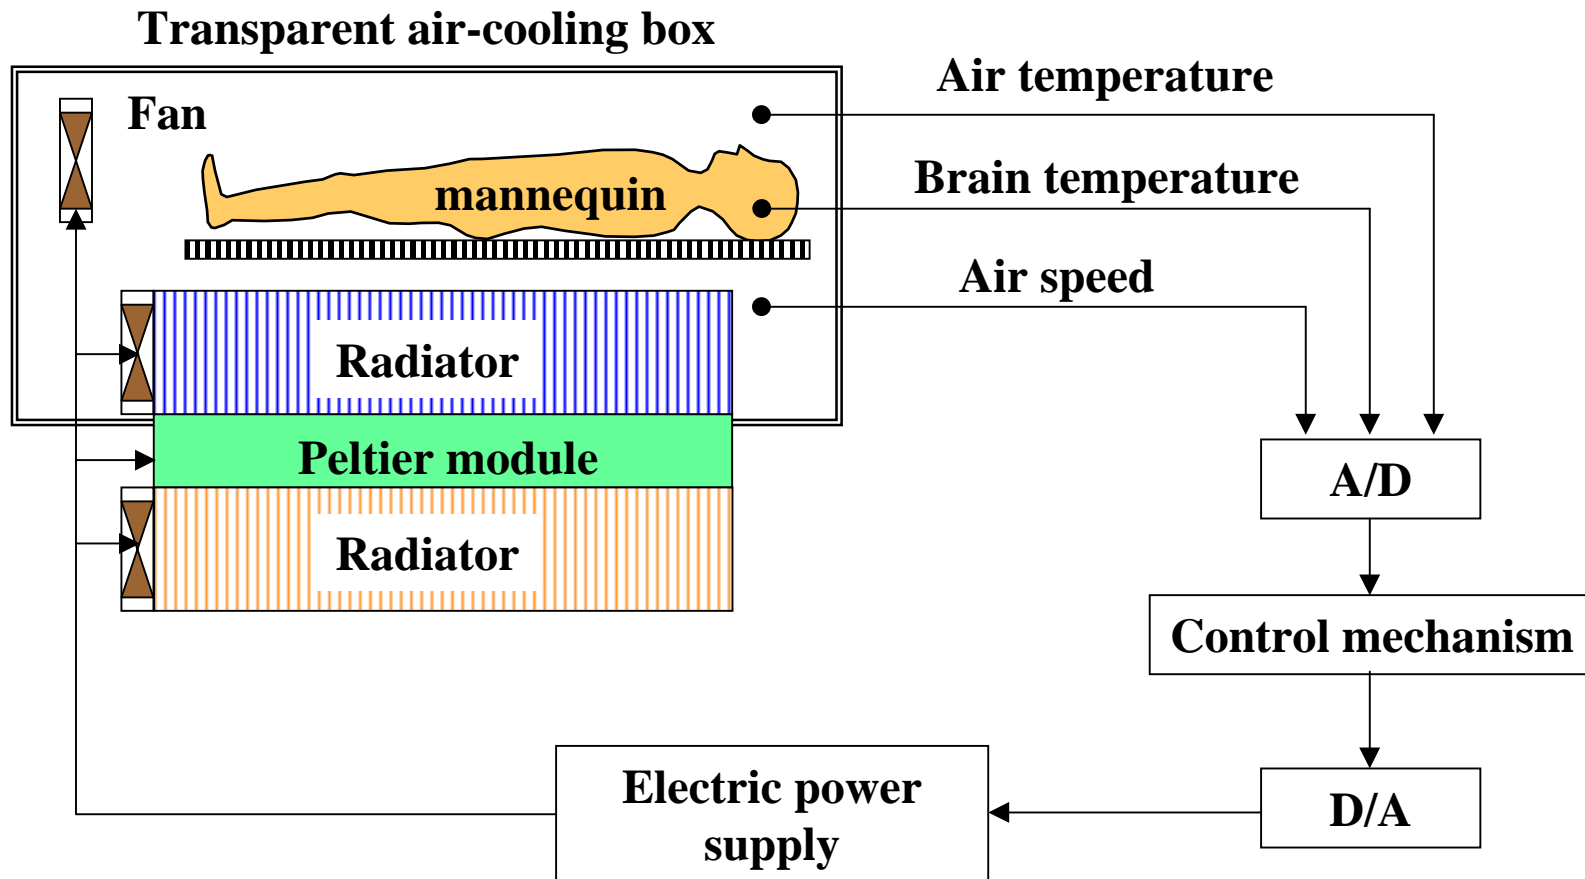 Transparent air-cooling box
Fan
Air temperature
mannequin
Brain temperature
Air speed
Radiator
Peltier module
Radiator
A/D
Control mechanism
Electric power
supply
D/A